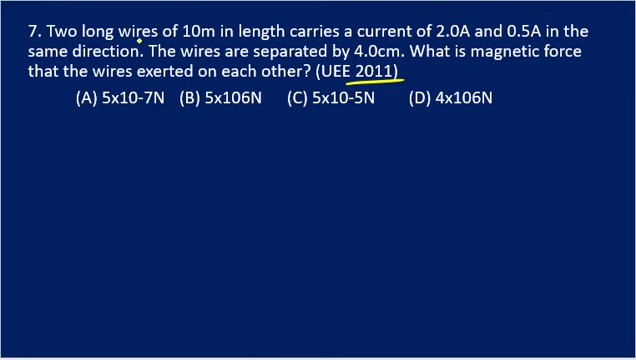 7. Two long wires of 10m in length carries a current of 2.0A and 0.5A in the
same direction. The wires are separated by 4.0cm. What is magnetic force
that the wires exerted on each other? (UEE 2011)
(A) 5x10-7N (B) 5x106N (C) 5x10-5N (D) 4x106N